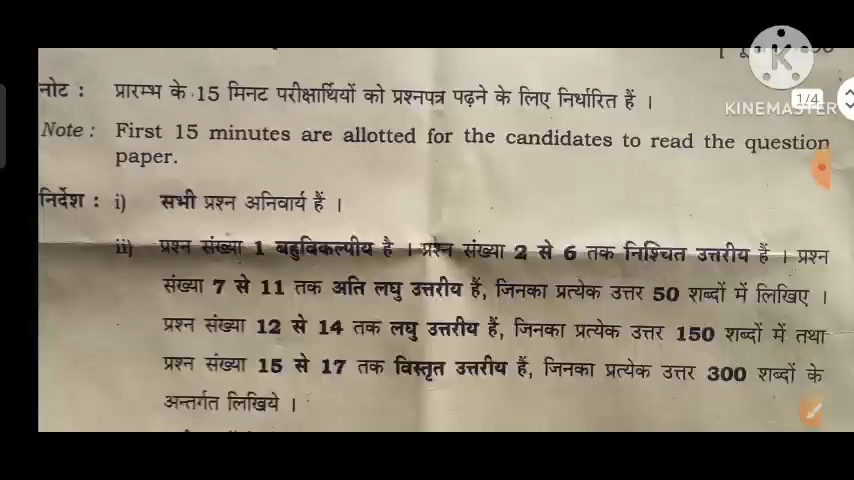 KINEMASTER
1/4
नोट : प्रारम्भ के 15 मिनट परीक्षार्थियों को प्रश्नपत्र पढ़ने के लिए निर्धारित हैं ।
Note : First 15 minutes are allotted for the candidates to read the question
paper.
निर्देश : i) सभी प्रश्न अनिवार्य हैं ।
ii) प्रश्न संख्या 1 बहुविकल्पीय है । प्रश्न संख्या 2 से 6 तक निश्चित उत्तरीय हैं । प्रश्न
संख्या 7 से 11 तक अति लघु उत्तरीय हैं, जिनका प्रत्येक उत्तर 50 शब्दों में लिखिए ।
प्रश्न संख्या 12 से 14 तक लघु उत्तरीय हैं, जिनका प्रत्येक उत्तर 150 शब्दों में तथा
प्रश्न संख्या 15 से 17 तक विस्तृत उत्तरीय हैं, जिनका प्रत्येक उत्तर 300 शब्दों के
अन्तर्गत लिखिये ।